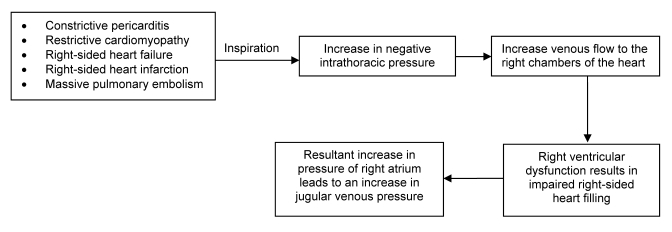 • Constrictive pericarditis
• Restrictive cardiomyopathy
• Right-sided heart failure
• Right-sided heart infarction
• Massive pulmonary embolism
Inspiration
Increase in negative
intrathoracic pressure
Increase venous flow to the
right chambers of the heart
Right ventricular
dysfunction results in
impaired right-sided
heart filling
Resultant increase in
pressure of right atrium
leads to an increase in
jugular venous pressure